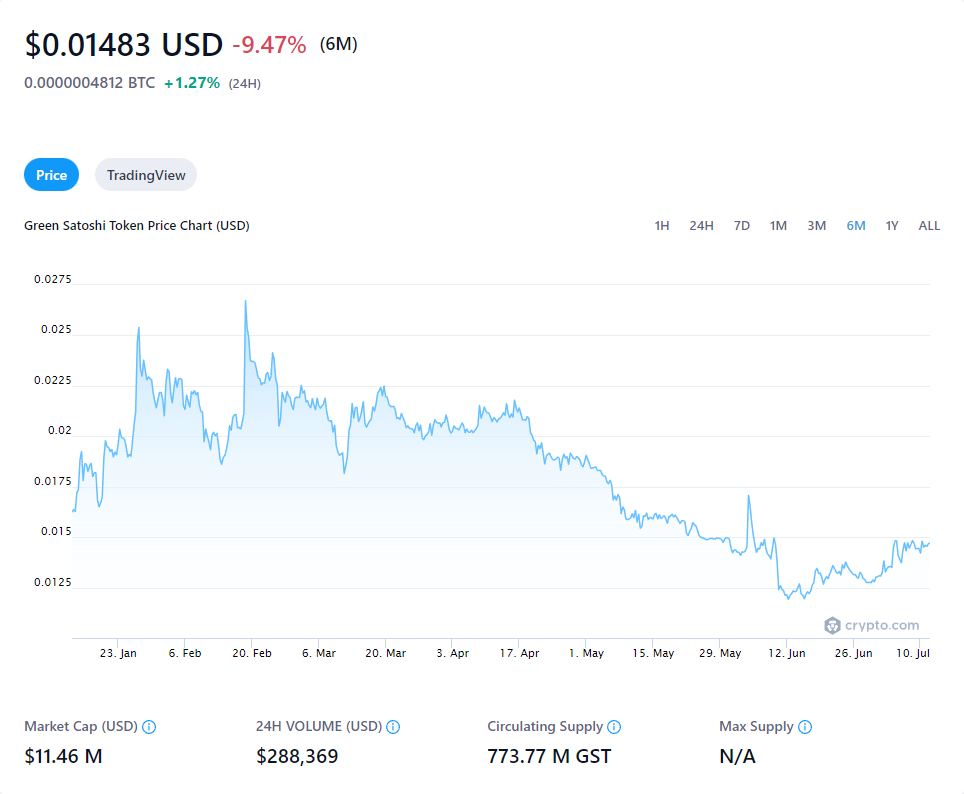 $0.01483 USD -9.47% (6M)
0.0000004812 BTC +1.27% (24H)
Price TradingView
Green Satoshi Token Price Chart (USD) 1H 24H 7D 1M 3M 6M 1Y ALL
0.0275
0.025
0.0225
0.02
0.0175
0.015
0.0125
crypto.com
23. Jan 6. Feb 20. Feb 6. Mar 20. Mar 3. Apr 17. Apr 1. May 15. May 29. May 12. Jun 26. Jun 10. Jul
Market Cap (USD) 24H VOLUME (USD) Circulating Supply Max Supply
$11.46 M $288,369 773.77 M GST N/A